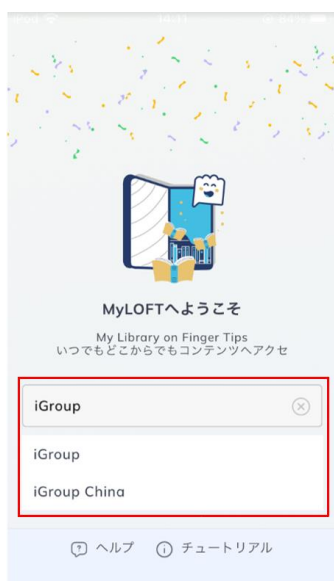 MyLOFTへようこそ
My Library on Finger Tips
いつでもどこからでもコンテンツへアクセ
iGroup
iGroup
iGroup China
ヘルプ
チュートリアル